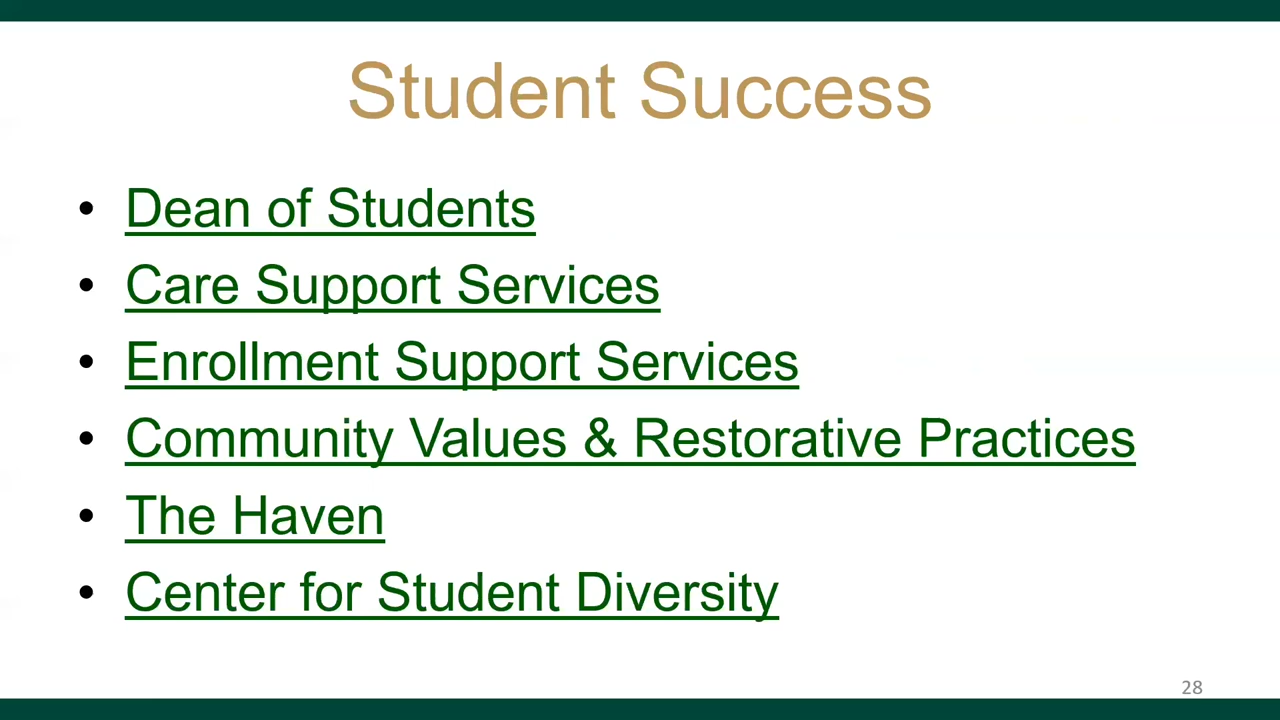 Student Success
• Dean of Students
• Care Support Services
• Enrollment Support Services
• Community Values & Restorative Practices
• The Haven
• Center for Student Diversity
28